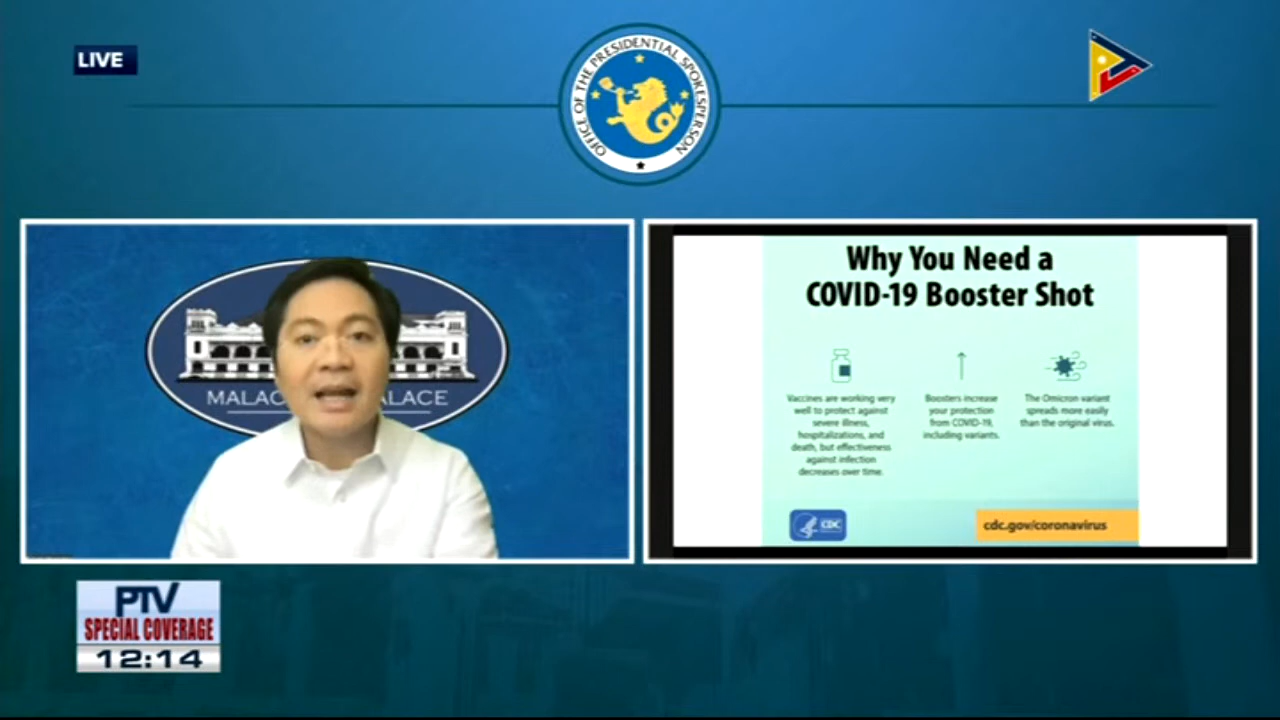 LIVE
OFFICE OF THE PRESIDENTIAL SPOKESPERSON
MALAC ALACE
Why You Need a
COVID-19 Booster Shot
Vaccines are working very
well to protect against
severe illness,
hospitalizations, and
death, but effectiveness
against infection
decreases over time.
Boosters increase
your protection
from COVID-19,
including variants.
The Omicron variant
spreads more easily
than the original virus.
CDC
cdc.gov/coronavirus
PTV
SPECIAL COVERAGE
12:14